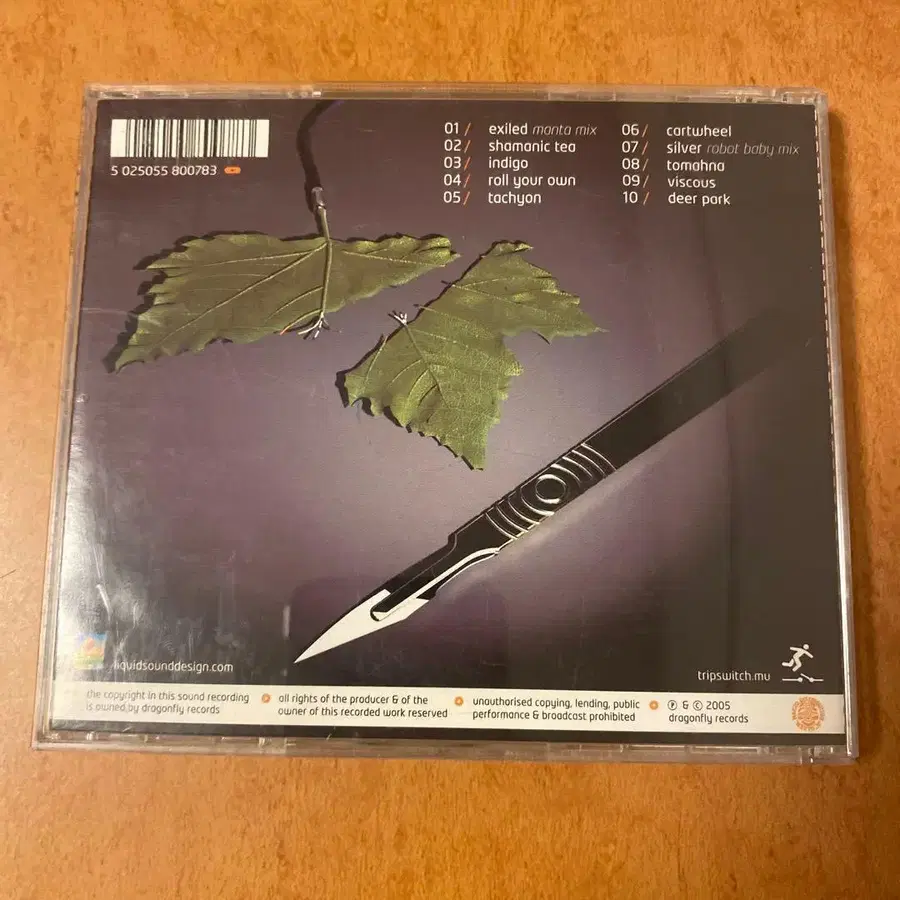 01/ exiled manta mix
02/ shamanic tea
03/ indigo
04/ roll your own
05/ tachyon
06/ cartwheel
07/ silver robot baby mix
08/ tomahna
09/ viscous
10/ deer park
5 025055 800783
liquidsounddesign.com
tripswitch.mu
the copyright in this sound recording
is owned by dragonfly records
all rights of the producer & of the
owner of this recorded work reserved
unauthorised copying, lending, public
performance & broadcast prohibited
℗ & © 2005
dragonfly records